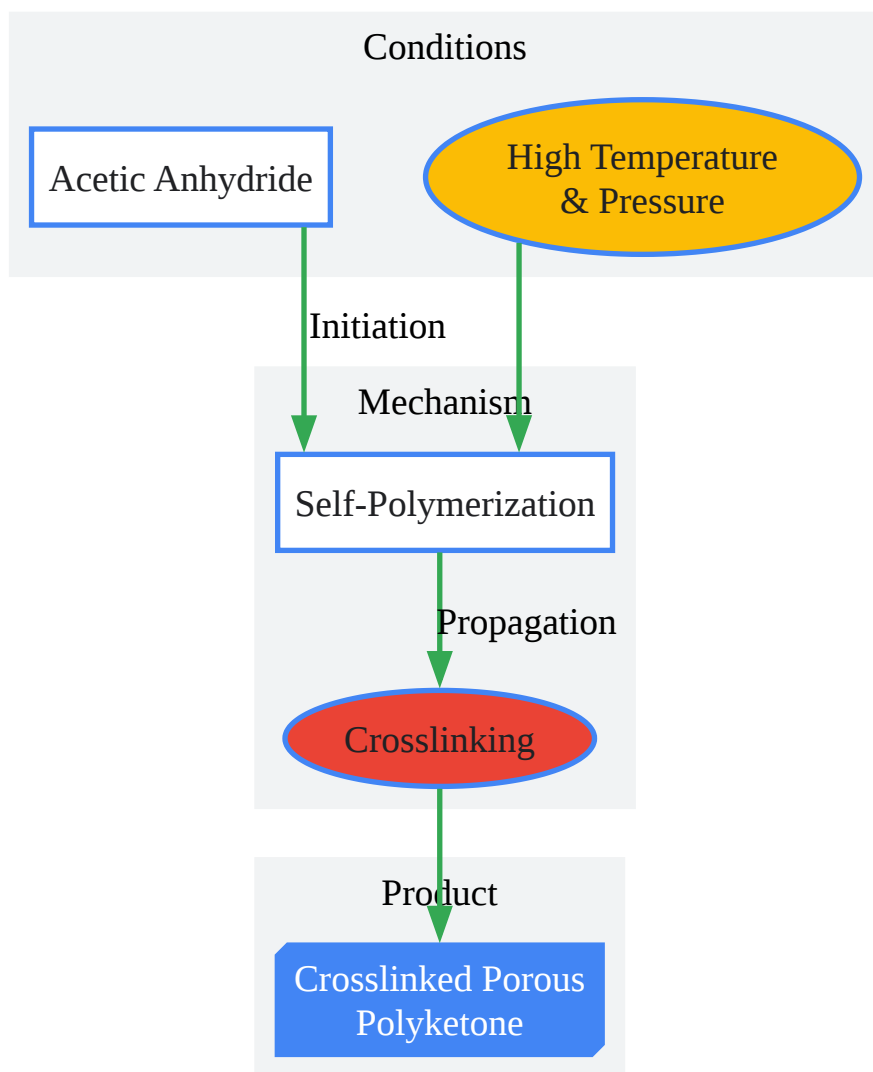 Conditions
Acetic Anhydride
High Temperature
& Pressure
Initiation
Mechanism
Self-Polymerization
Propagation
Crosslinking
Product
Crosslinked Porous
Polyketone